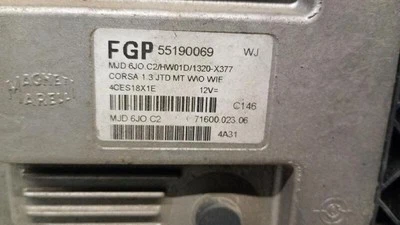 FGP 55190069 WJ
MJD 6JO.C2/HW01D/1320-X377
CORSA 1.3 JTD MT W\O WIE
4CES18X1E 12V=
C146
MJD 6JO.C2 71600.023.06
4A31
MAGNETI
MARELLI